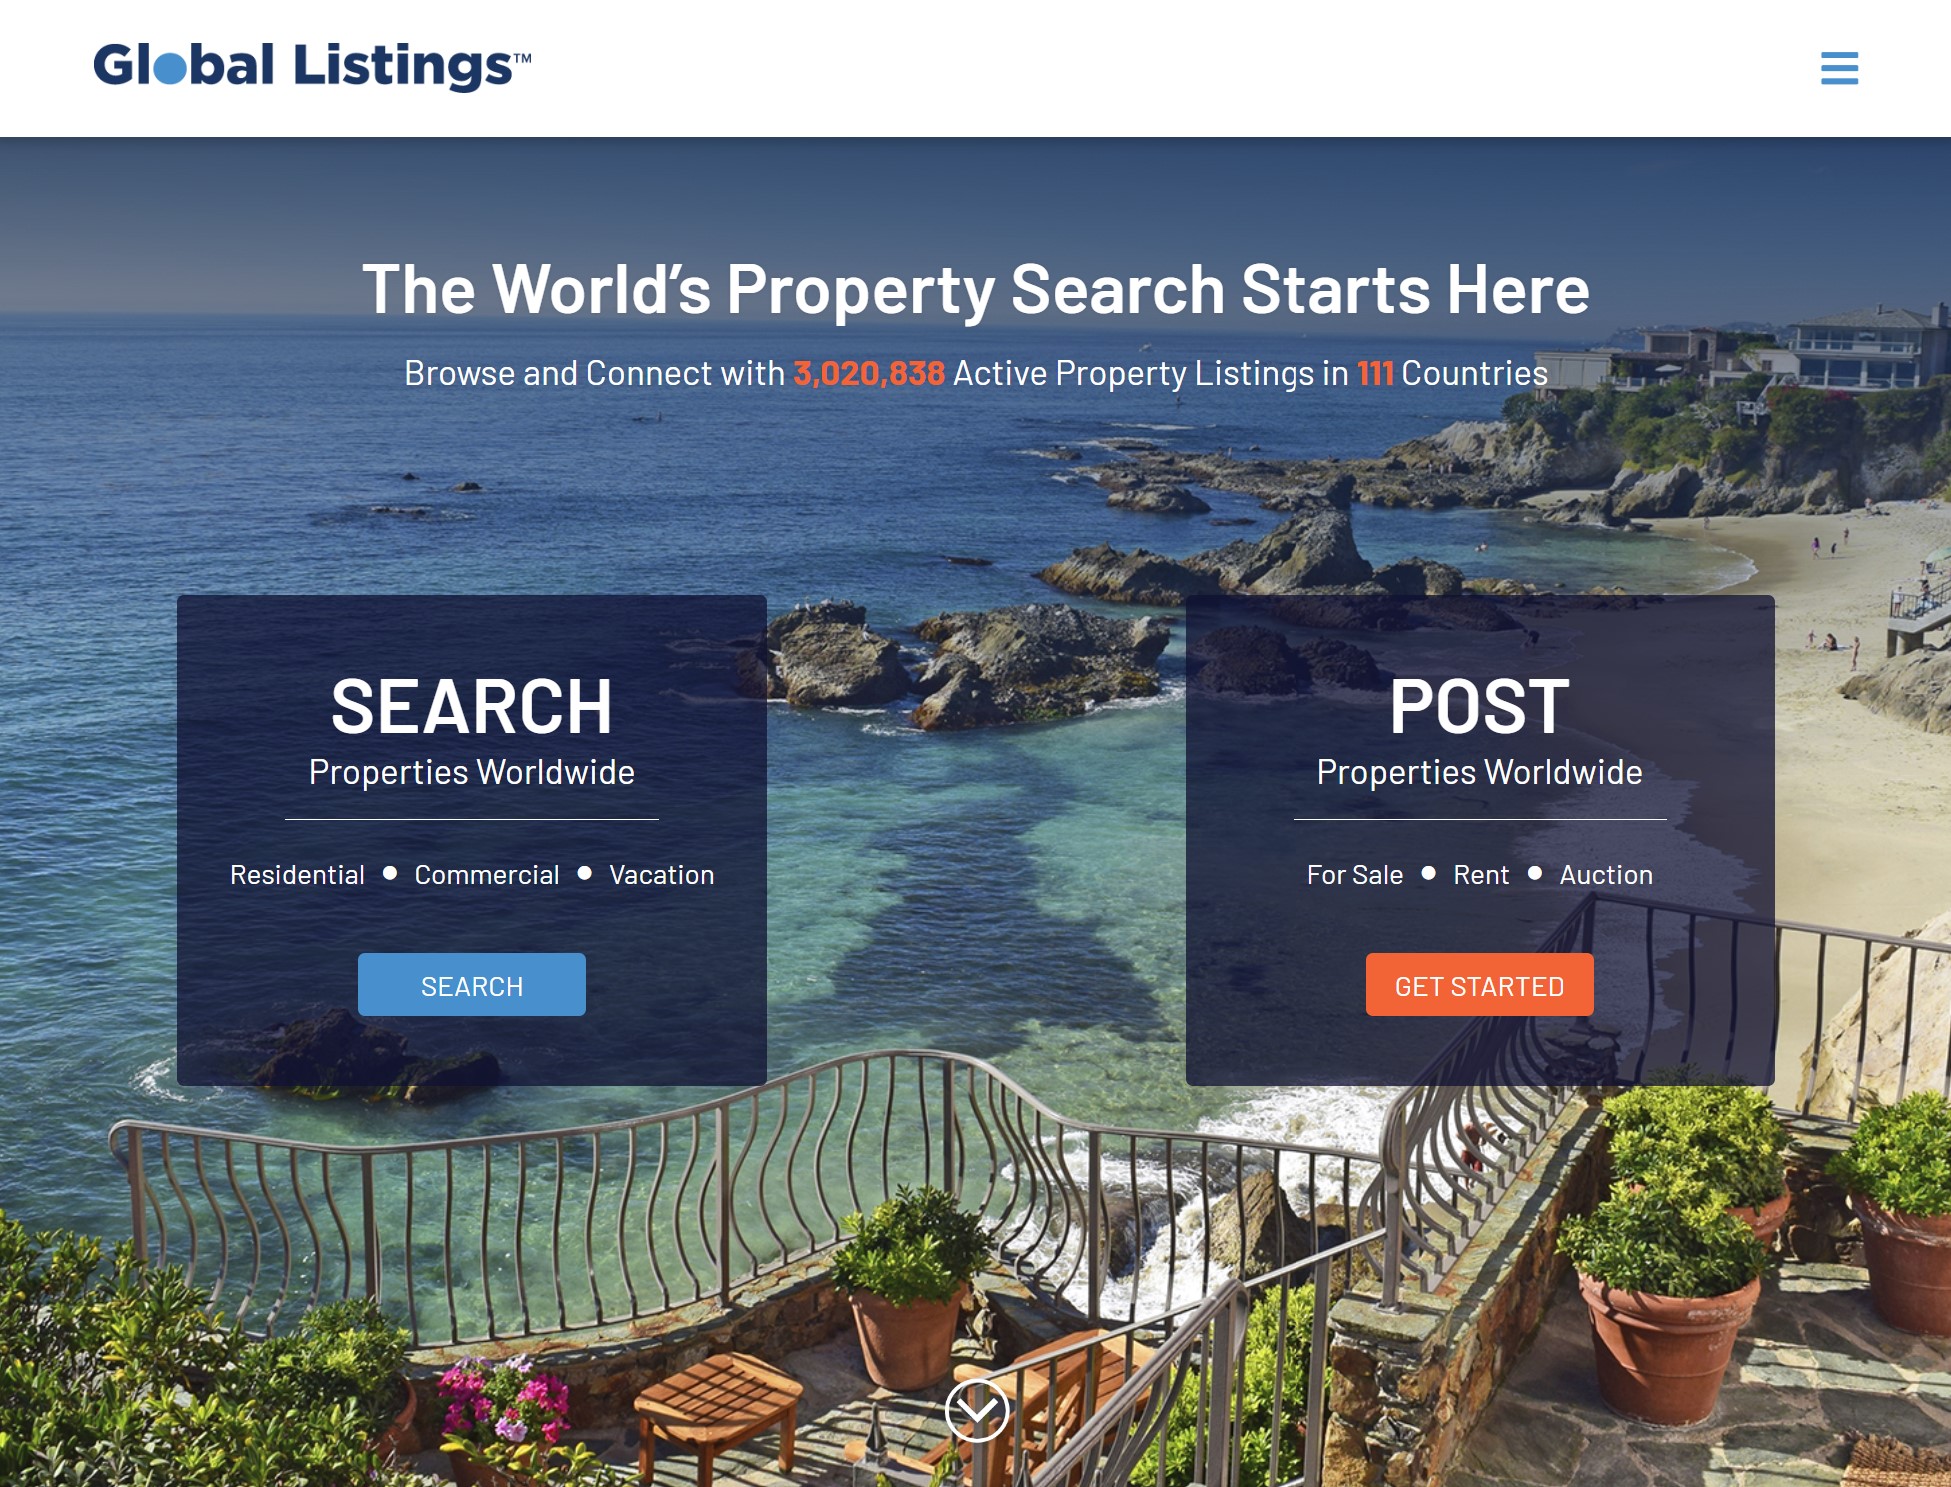 Global Listings™
The World’s Property Search Starts Here
Browse and Connect with 3,020,838 Active Property Listings in 111 Countries
SEARCH
Properties Worldwide
Residential ● Commercial ● Vacation
SEARCH
POST
Properties Worldwide
For Sale ● Rent ● Auction
GET STARTED